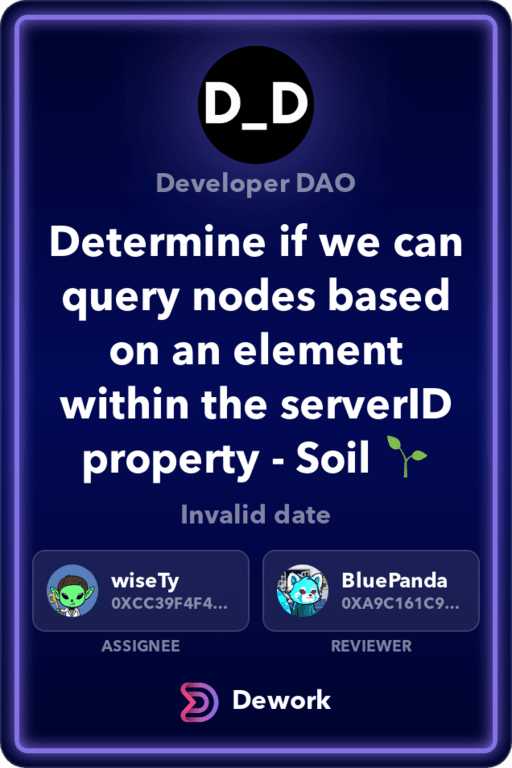 D_D
Developer DAO
Determine if we can
query nodes based
on an element
within the serverID
property - Soil 🌱
Invalid date
wiseTy
0XCC39F4F4...
BluePanda
0XA9C161C9...
ASSIGNEE
REVIEWER
Dework